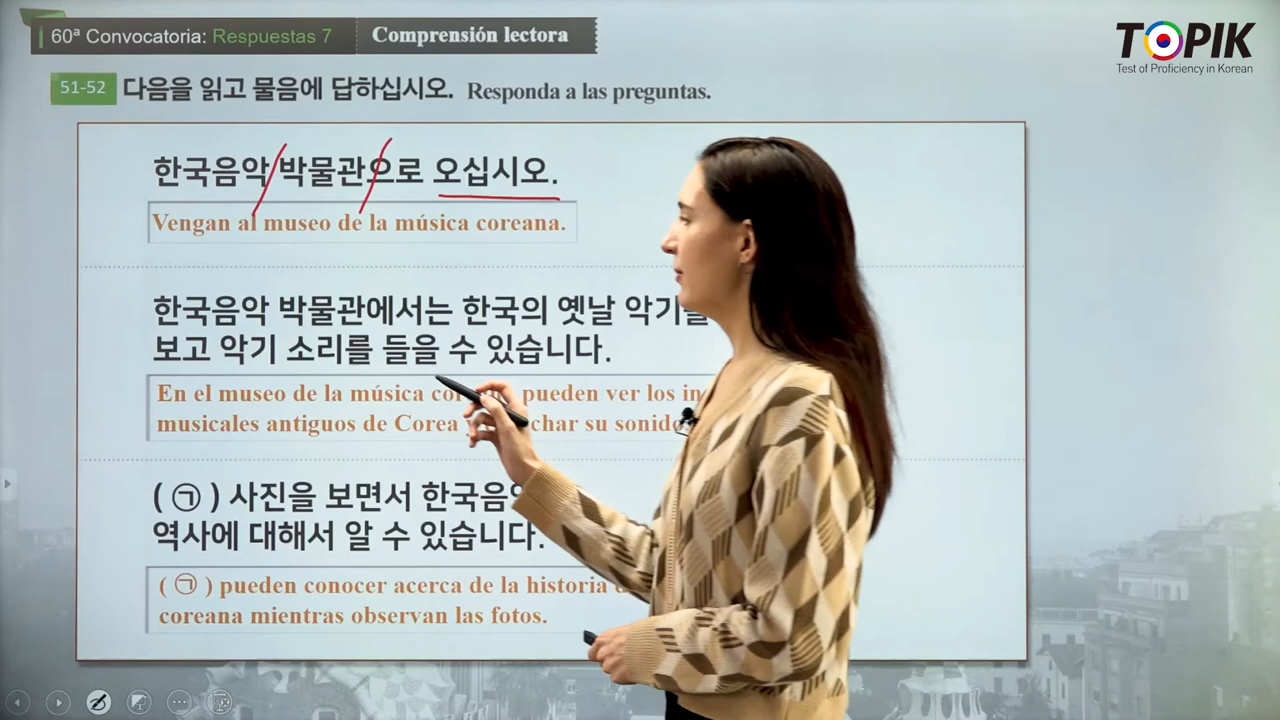 60ª Convocatoria: Respuestas 7
Comprensión lectora
TOPIK
Test of Proficiency in Korean
51-52 다음을 읽고 물음에 답하십시오. Responda a las preguntas.
한국음악 박물관으로 오십시오.
Vengan al museo de la música coreana.
한국음악 박물관에서는 한국의 옛날 악기를
보고 악기 소리를 들을 수 있습니다.
En el museo de la música pueden ver los
musicales antiguos de Corea su sonido
( ㉠ ) 사진을 보면서
역사에 대해서 알 수 있습니다.
( ㉠ ) pueden conocer acerca de la historia
coreana mientras observan las fotos.